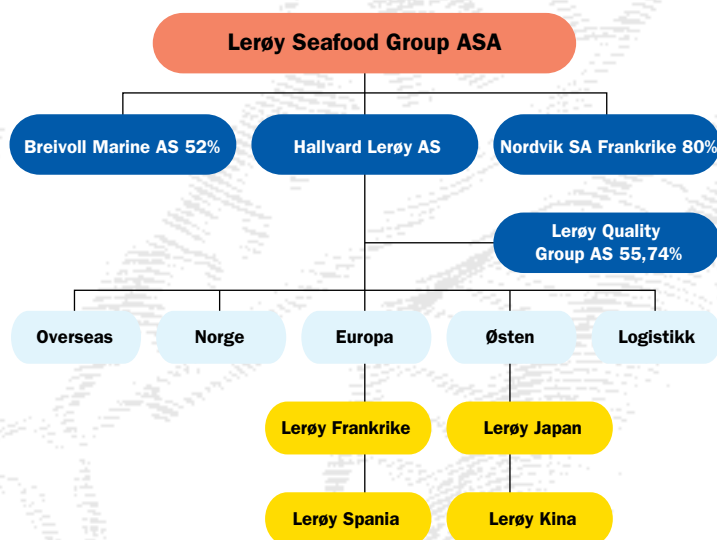 Lerøy Seafood Group ASA
Breivoll Marine AS 52%
Hallvard Lerøy AS
Nordvik SA Frankrike 80%
Lerøy Quality
Group AS 55,74%
Overseas
Norge
Europa
Østen
Logistikk
Lerøy Frankrike
Lerøy Japan
Lerøy Spania
Lerøy Kina